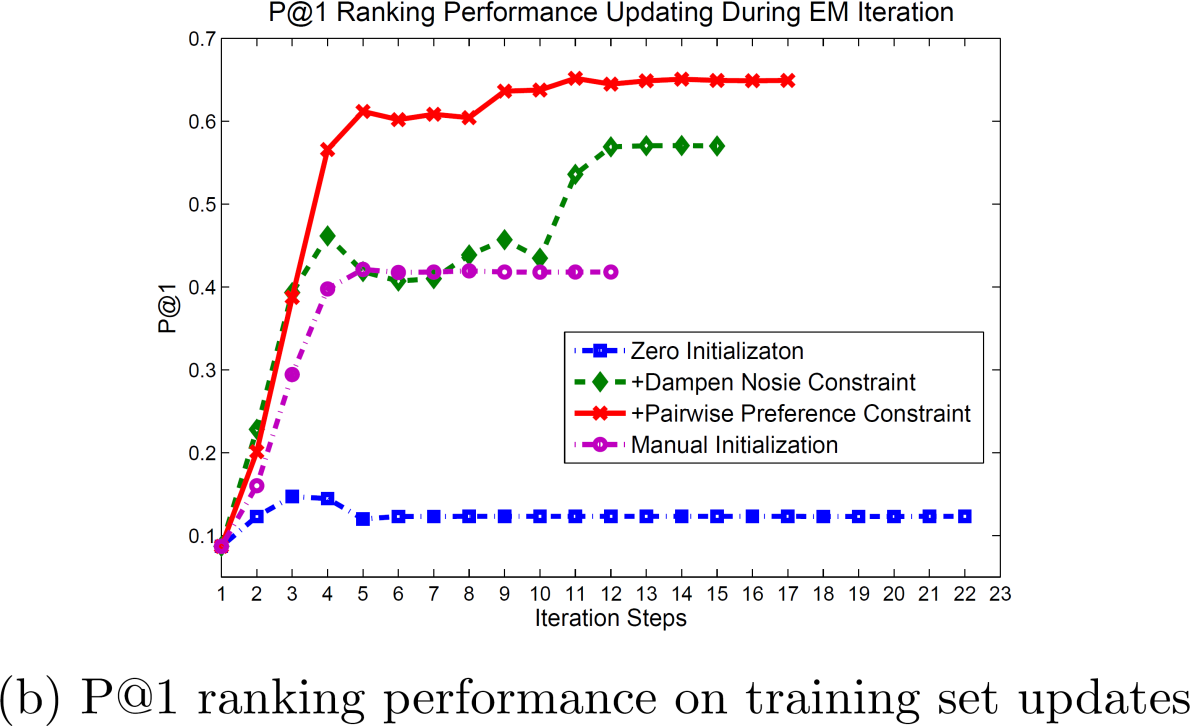 P@1 Ranking Performance Updating During EM Iteration
0.7
0.6
0.5
0.4
0.3
0.2
0.1
P@1
Zero Initializaton
+Dampen Nosie Constraint
+Pairwise Preference Constraint
Manual Initialization
1 2 3 4 5 6 7 8 9 10 11 12 13 14 15 16 17 18 19 20 21 22 23
Iteration Steps
(b) P@1 ranking performance on training set updates